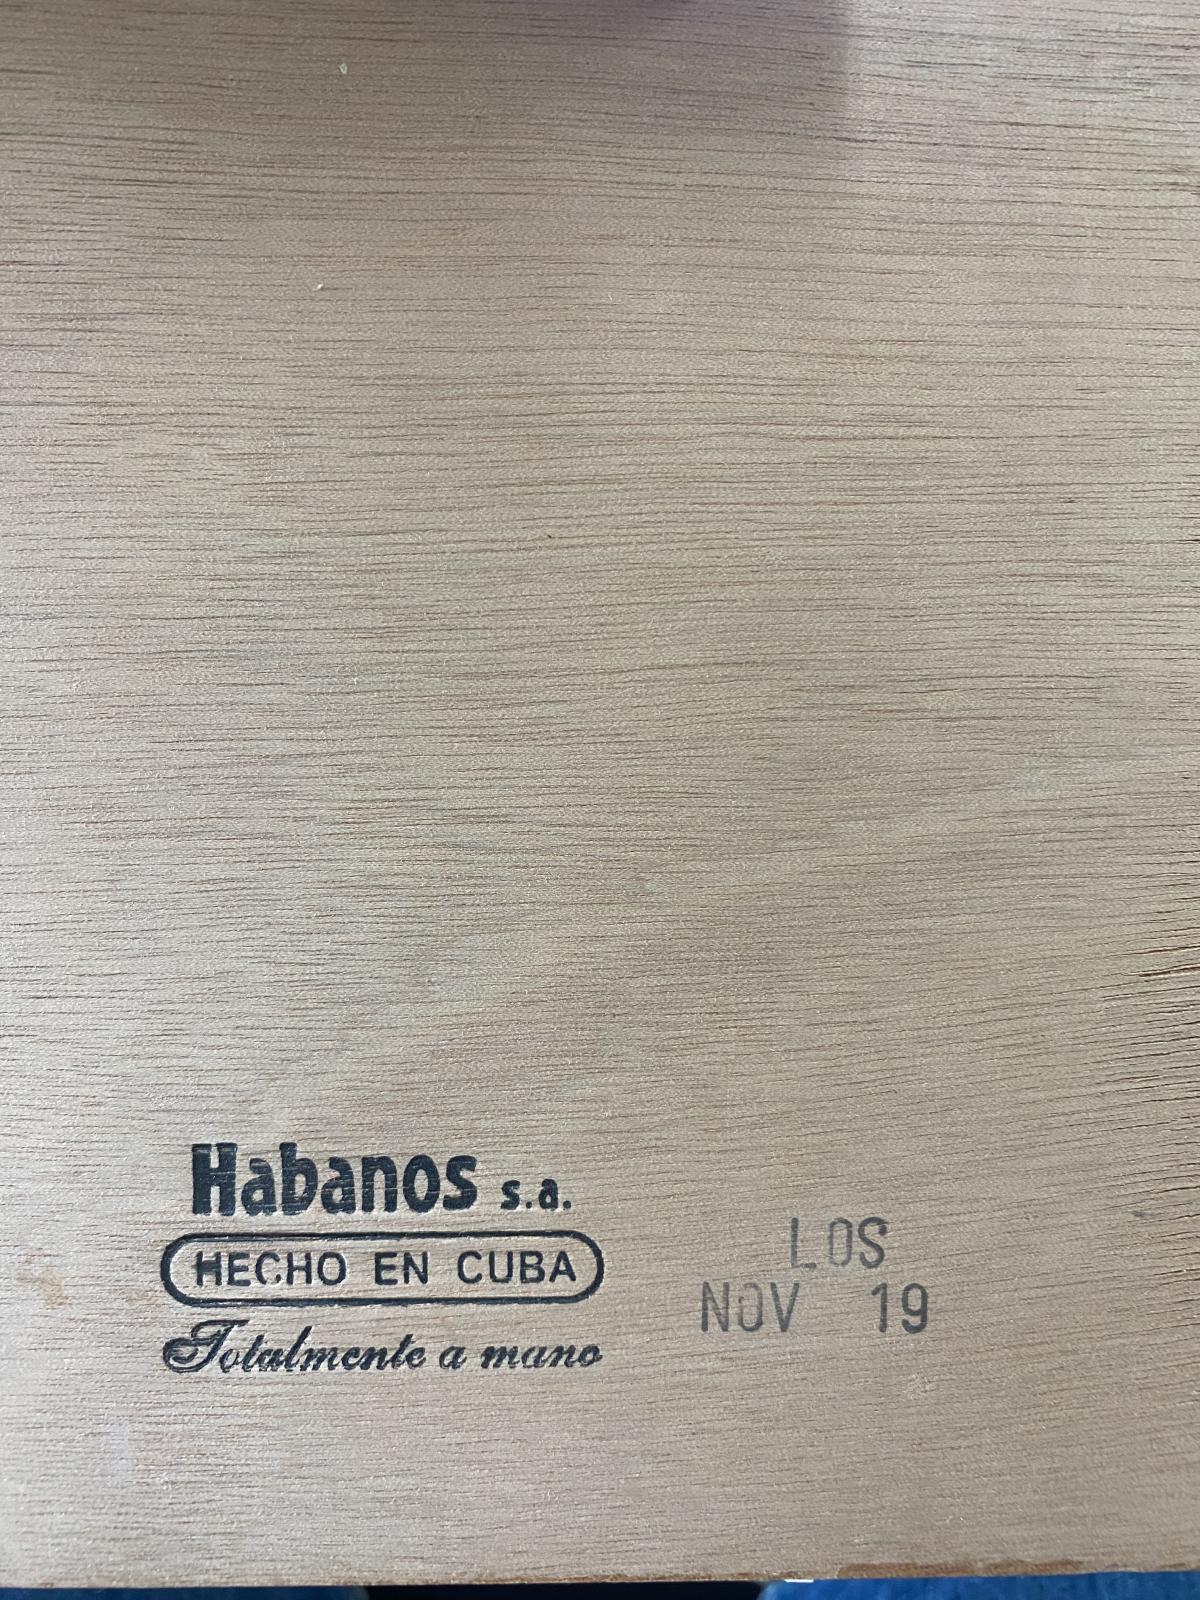 Habanos s.a.
HECHO EN CUBA
Totalmente a mano
LOS
NOV 19